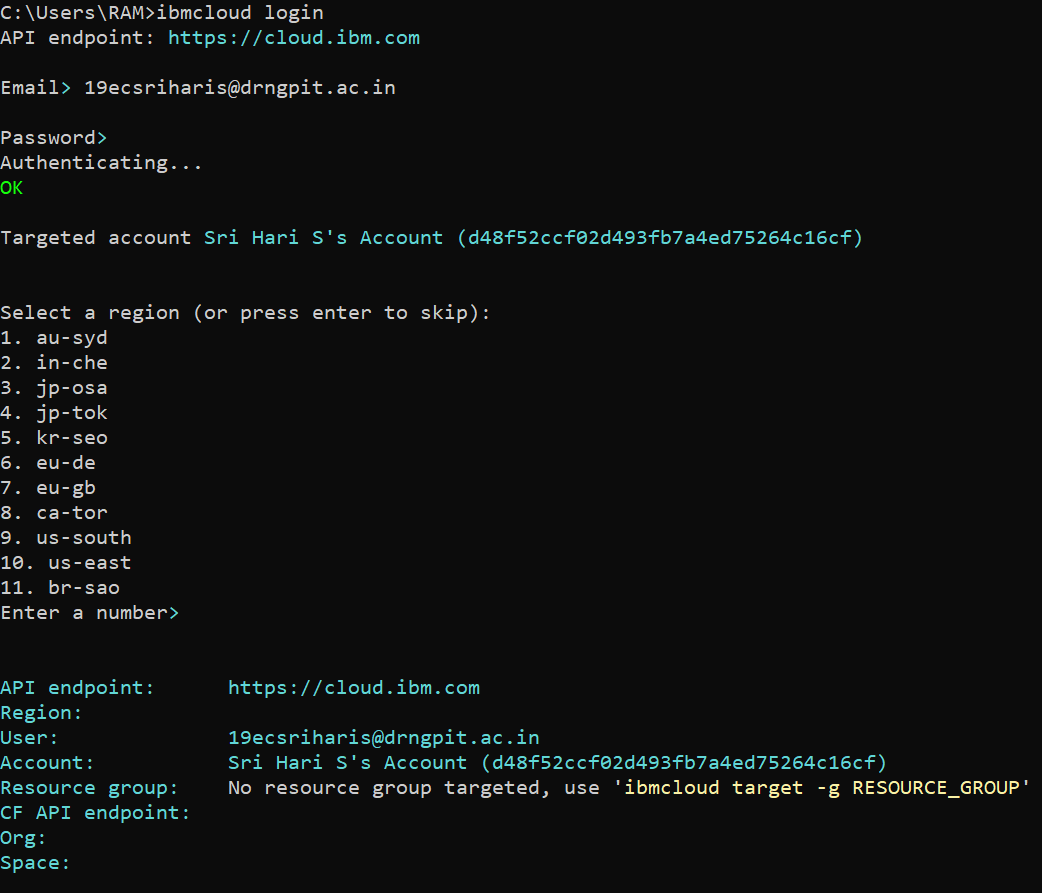 C:\Users\RAM>ibmcloud login
API endpoint: https://cloud.ibm.com
Email> 19ecsriharis@drngpit.ac.in
Password>
Authenticating...
OK
Targeted account Sri Hari S's Account (d48f52ccf02d493fb7a4ed75264c16cf)
Select a region (or press enter to skip):
1. au-syd
2. in-che
3. jp-osa
4. jp-tok
5. kr-seo
6. eu-de
7. eu-gb
8. ca-tor
9. us-south
10. us-east
11. br-sao
Enter a number>
API endpoint:      https://cloud.ibm.com
Region:
User:              19ecsriharis@drngpit.ac.in
Account:           Sri Hari S's Account (d48f52ccf02d493fb7a4ed75264c16cf)
Resource group:    No resource group targeted, use 'ibmcloud target -g RESOURCE_GROUP'
CF API endpoint:
Org:
Space: